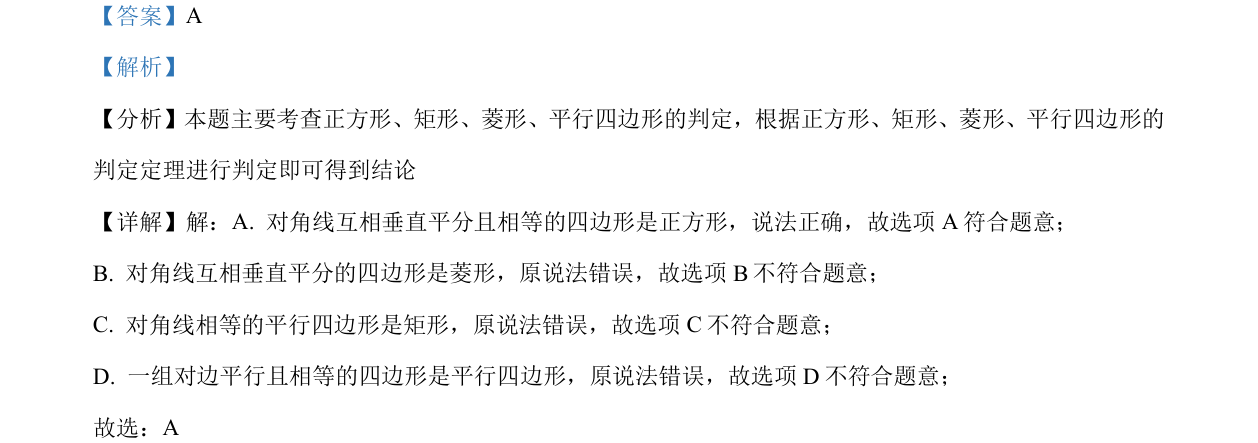 【答案】A
【解析】
【分析】本题主要考查正方形、矩形、菱形、平行四边形的判定，根据正方形、矩形、菱形、平行四边形的
判定定理进行判定即可得到结论
【详解】解：A. 对角线互相垂直平分且相等的四边形是正方形，说法正确，故选项 A 符合题意；
B. 对角线互相垂直平分的四边形是菱形，原说法错误，故选项 B 不符合题意；
C. 对角线相等的平行四边形是矩形，原说法错误，故选项 C 不符合题意；
D. 一组对边平行且相等的四边形是平行四边形，原说法错误，故选项 D 不符合题意；
故选：A